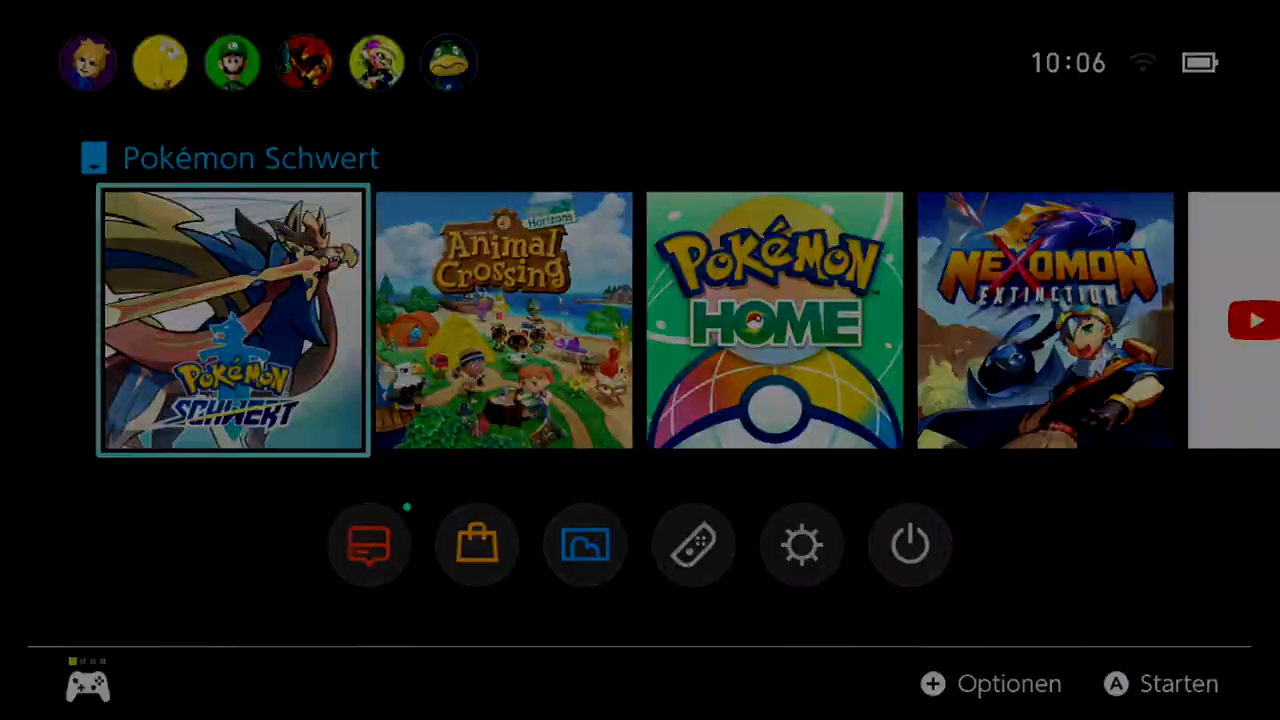 10:06
Pokémon Schwert
POKÉMON
SCHWERT
Animal
Crossing
Horizons
POKÉMON
HOME
NEXOMON
EXTINCTION
Optionen
A Starten